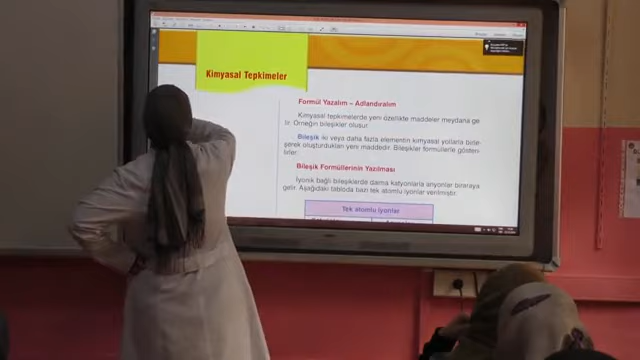 Kimyasal Tepkimeler
Formül Yazalım – Adlandıralım
Kimyasal tepkimelerde yeni özellikte maddeler meydana ge
lir. Örneğin bileşikler oluşur.
Bileşik iki veya daha fazla elementin kimyasal yollarla birle-
şerek oluşturdukları yeni maddedir. Bileşikler formüllerle gösteri-
lirler.
Bileşik Formüllerinin Yazılması
İyonik bağlı bileşiklerde daima katyonlarla anyonlar biraraya
gelir. Aşağıdaki tabloda bazı tek atomlu iyonlar verilmiştir.
Tek atomlu iyonlar